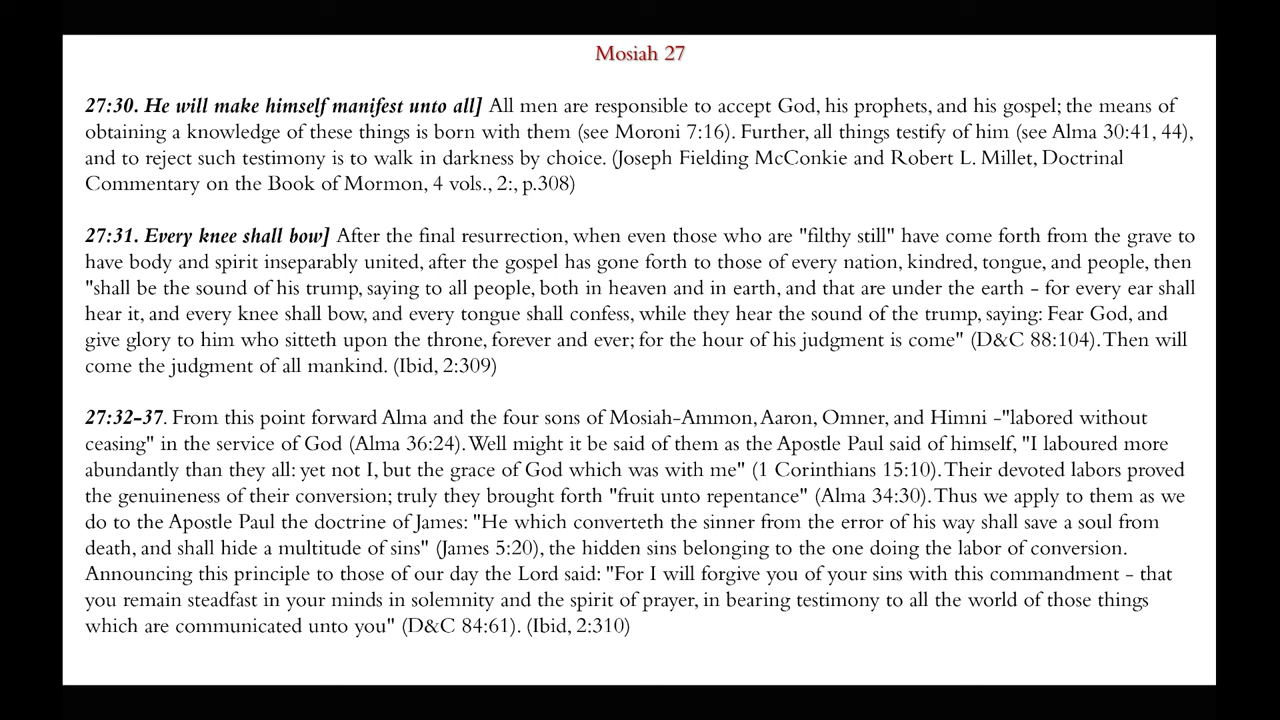 Mosiah 27
27:30. He will make himself manifest unto all] All men are responsible to accept God, his prophets, and his gospel; the means of
obtaining a knowledge of these things is born with them (see Moroni 7:16). Further, all things testify of him (see Alma 30:41, 44),
and to reject such testimony is to walk in darkness by choice. (Joseph Fielding McConkie and Robert L. Millet, Doctrinal
Commentary on the Book of Mormon, 4 vols., 2:, p.308)
27:31. Every knee shall bow] After the final resurrection, when even those who are "filthy still" have come forth from the grave to
have body and spirit inseparably united, after the gospel has gone forth to those of every nation, kindred, tongue, and people, then
"shall be the sound of his trump, saying to all people, both in heaven and in earth, and that are under the earth - for every ear shall
hear it, and every knee shall bow, and every tongue shall confess, while they hear the sound of the trump, saying: Fear God, and
give glory to him who sitteth upon the throne, forever and ever; for the hour of his judgment is come" (D&C 88:104). Then will
come the judgment of all mankind. (Ibid, 2:309)
27:32-37. From this point forward Alma and the four sons of Mosiah-Ammon, Aaron, Omner, and Himni -"labored without
ceasing" in the service of God (Alma 36:24). Well might it be said of them as the Apostle Paul said of himself, "I laboured more
abundantly than they all: yet not I, but the grace of God which was with me" (1 Corinthians 15:10). Their devoted labors proved
the genuineness of their conversion; truly they brought forth "fruit unto repentance" (Alma 34:30). Thus we apply to them as we
do to the Apostle Paul the doctrine of James: "He which converteth the sinner from the error of his way shall save a soul from
death, and shall hide a multitude of sins" (James 5:20), the hidden sins belonging to the one doing the labor of conversion.
Announcing this principle to those of our day the Lord said: "For I will forgive you of your sins with this commandment - that
you remain steadfast in your minds in solemnity and the spirit of prayer, in bearing testimony to all the world of those things
which are communicated unto you" (D&C 84:61). (Ibid, 2:310)